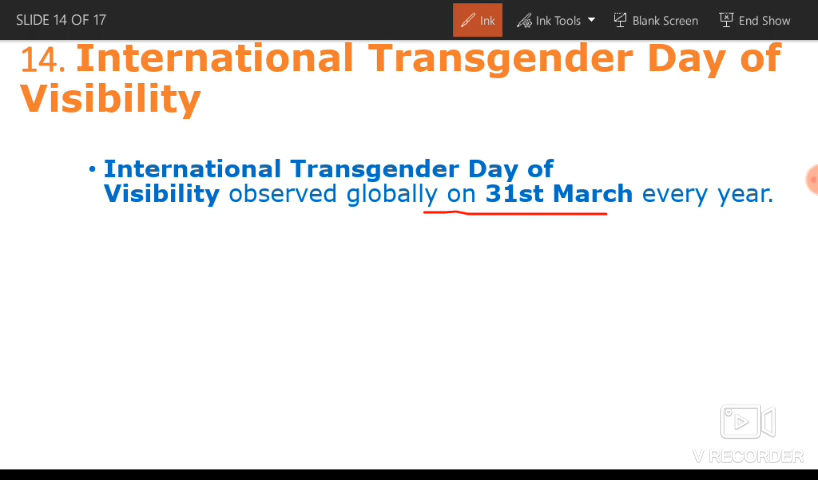 SLIDE 14 OF 17 Ink Ink Tools Blank Screen End Show
14. International Transgender Day of
Visibility
• International Transgender Day of
Visibility observed globally on 31st March every year.
V RECORDER